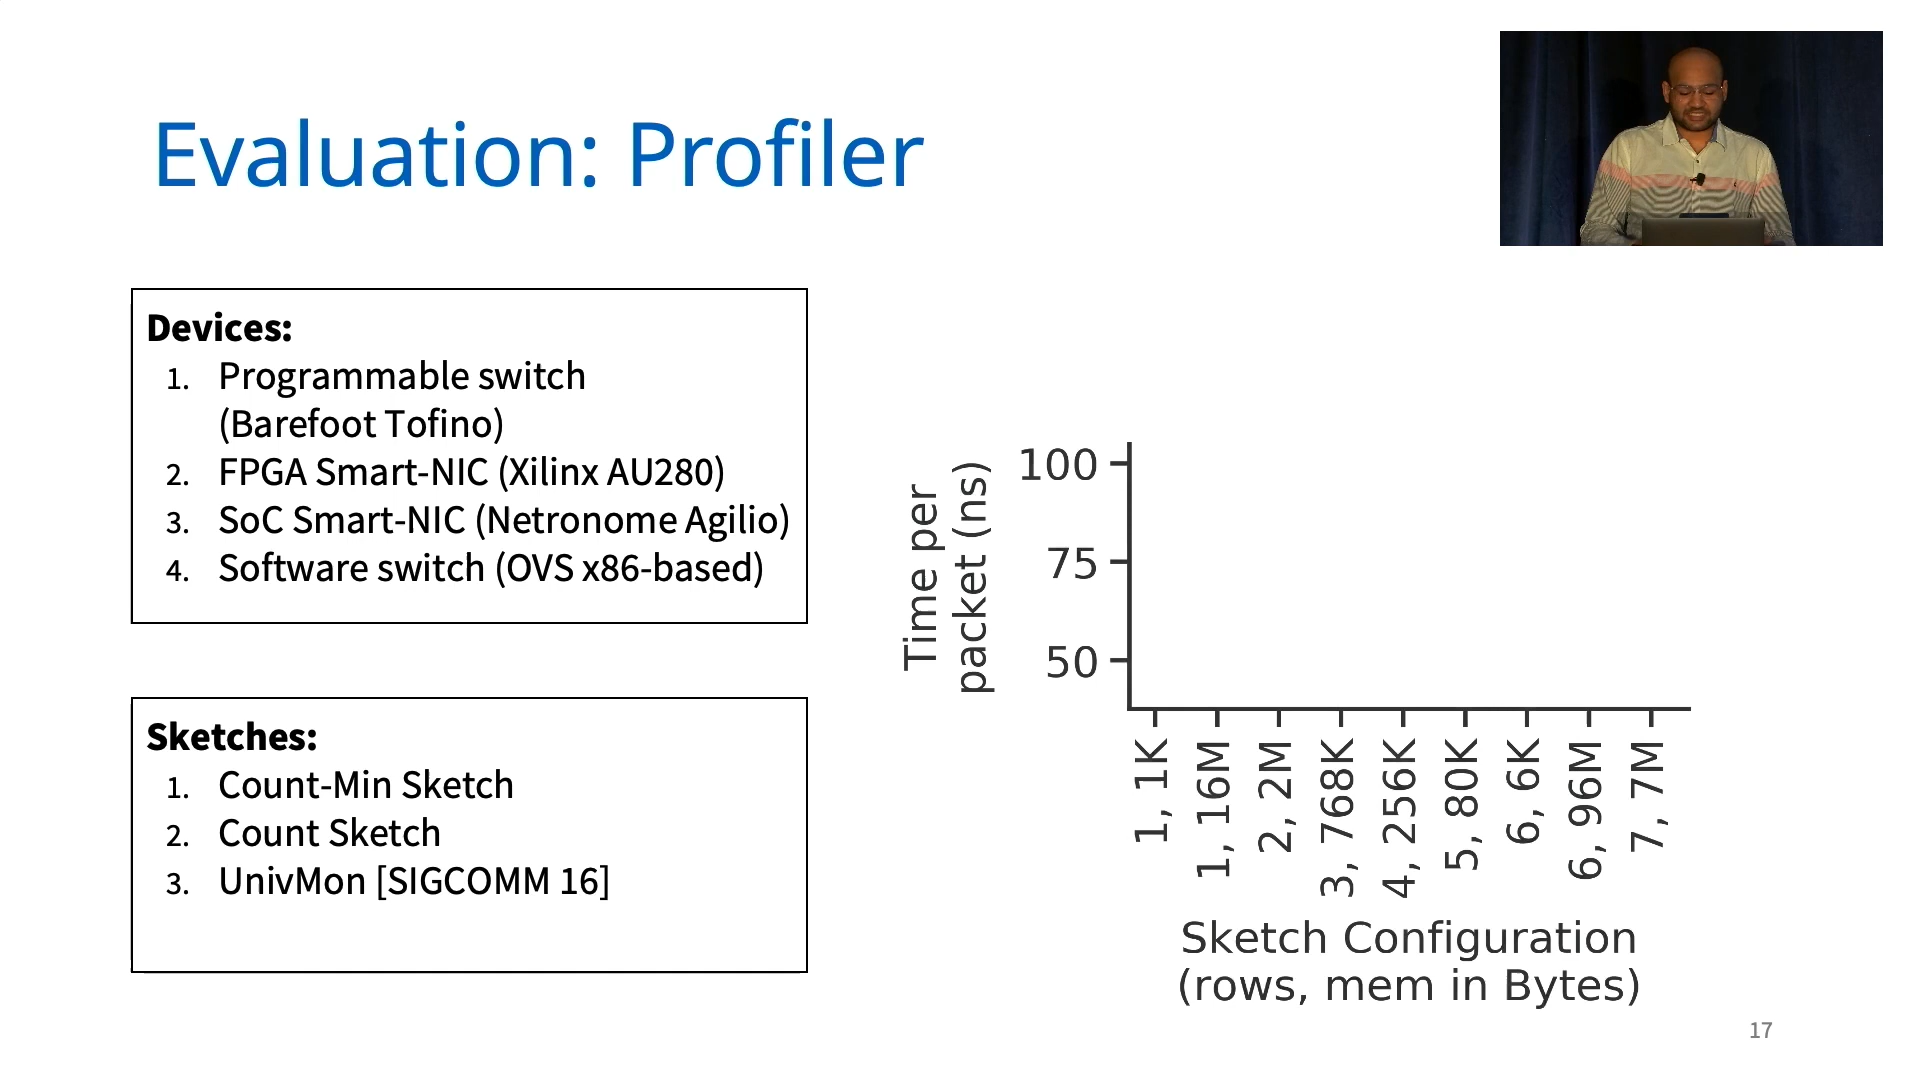 Evaluation: Profiler
Devices:
1. Programmable switch
(Barefoot Tofino)
2. FPGA Smart-NIC (Xilinx AU280)
3. SoC Smart-NIC (Netronome Agilio)
4. Software switch (OVS x86-based)
Sketches:
1. Count-Min Sketch
2. Count Sketch
3. UnivMon [SIGCOMM 16]
Time per
packet (ns)
100
75
50
1, 1K
1, 16M
2, 2M
3, 768K
4, 256K
5, 80K
6, 6K
6, 96M
7, 7M
Sketch Configuration
(rows, mem in Bytes)
17